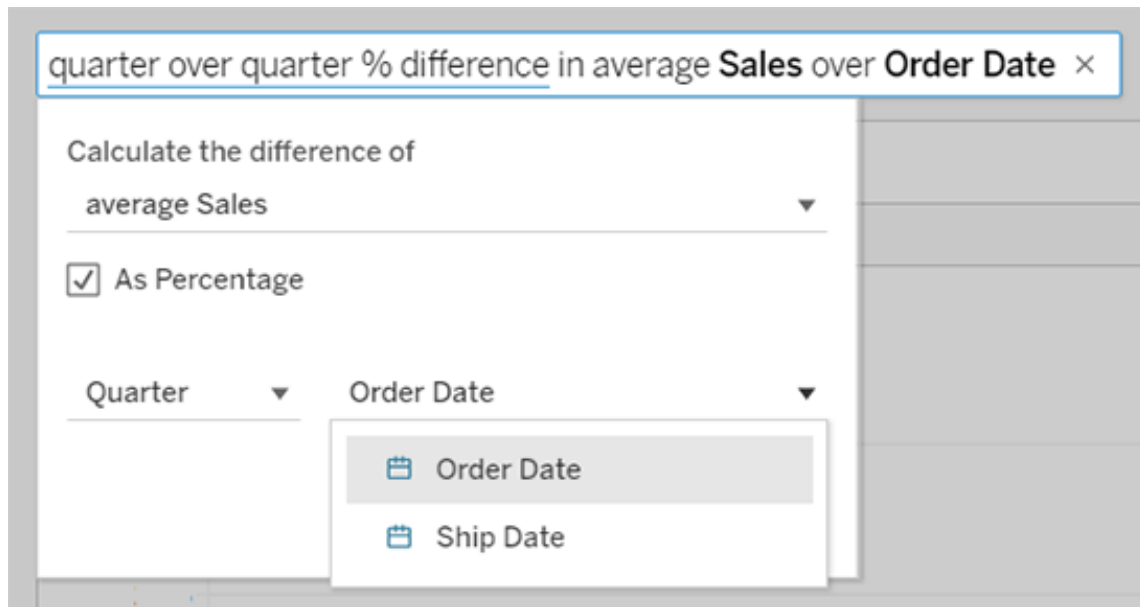 quarter over quarter % difference in average Sales over Order Date ×
Calculate the difference of
average Sales
As Percentage
Quarter Order Date
Order Date
Ship Date